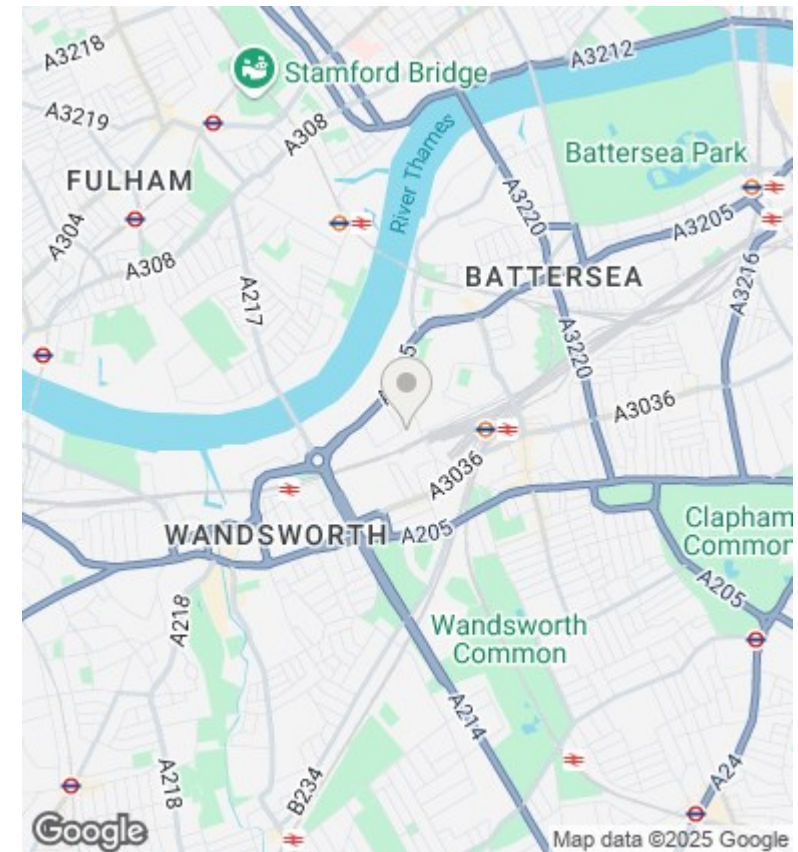 A3218
A3212
Stamford Bridge
A3219
A308
River Thames
Battersea Park
FULHAM
A3220
A304
A3205
A308
BATTERSEA
A3216
A217
A3220
5
A3036
A3036
WANDSWORTH
A205
Clapham
Common
A205
A218
Wandsworth
Common
A214
A218
B234
A24
Google
Map data ©2025 Google